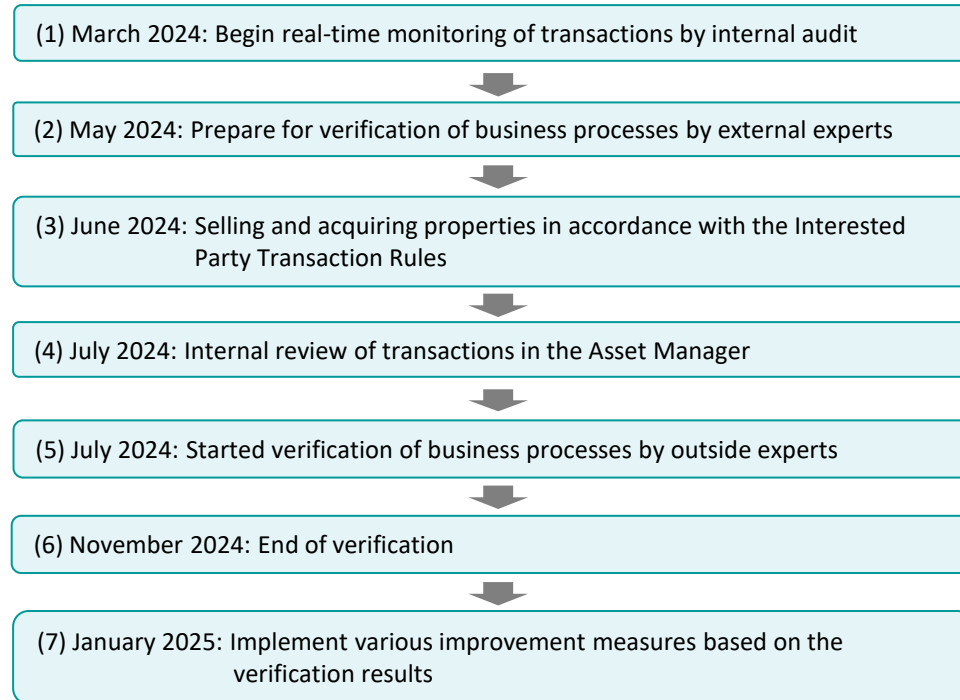 (1) March 2024: Begin real-time monitoring of transactions by internal audit
(2) May 2024: Prepare for verification of business processes by external experts
(3) June 2024: Selling and acquiring properties in accordance with the Interested
Party Transaction Rules
(4) July 2024: Internal review of transactions in the Asset Manager
(5) July 2024: Started verification of business processes by outside experts
(6) November 2024: End of verification
(7) January 2025: Implement various improvement measures based on the
verification results